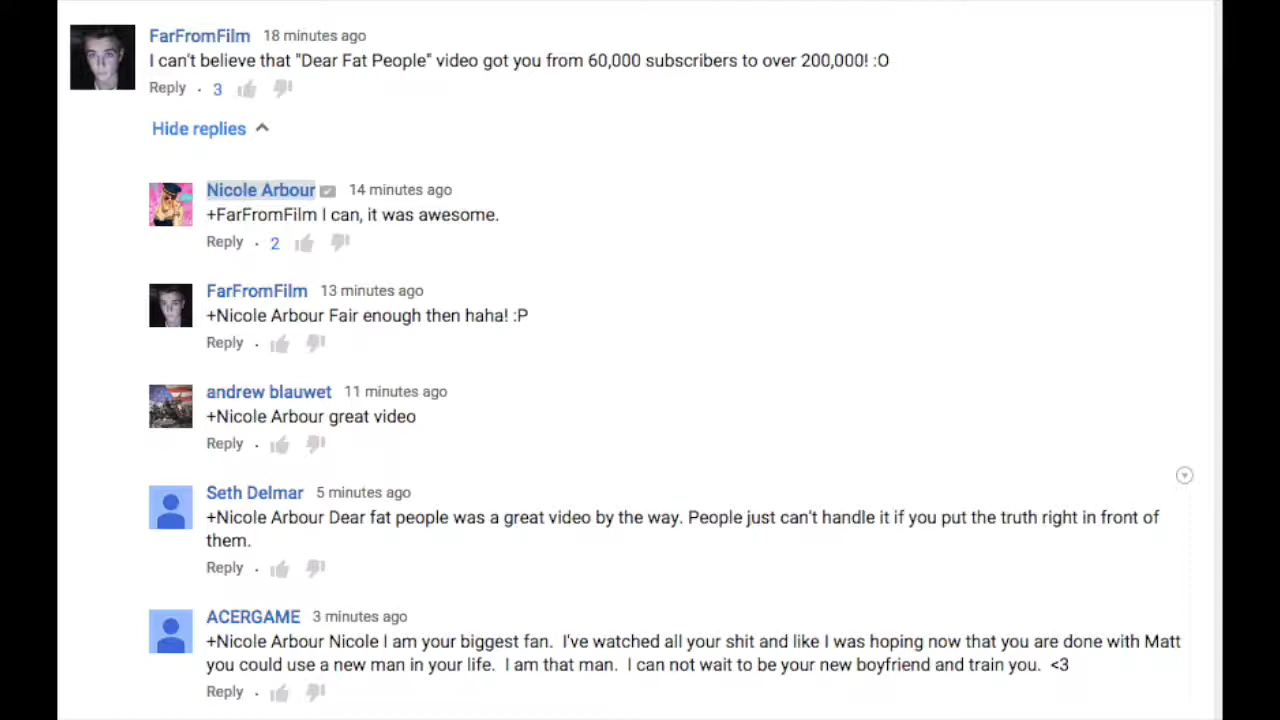 FarFromFilm 18 minutes ago
I can't believe that "Dear Fat People" video got you from 60,000 subscribers to over 200,000! :O
Reply . 3
Hide replies
Nicole Arbour 14 minutes ago
+FarFromFilm I can, it was awesome.
Reply . 2
FarFromFilm 13 minutes ago
+Nicole Arbour Fair enough then haha! :P
Reply .
andrew blauwet 11 minutes ago
+Nicole Arbour great video
Reply .
Seth Delmar 5 minutes ago
+Nicole Arbour Dear fat people was a great video by the way. People just can't handle it if you put the truth right in front of
them.
Reply .
ACERGAME 3 minutes ago
+Nicole Arbour Nicole I am your biggest fan. I've watched all your shit and like I was hoping now that you are done with Matt
you could use a new man in your life. I am that man. I can not wait to be your new boyfriend and train you. <3
Reply .